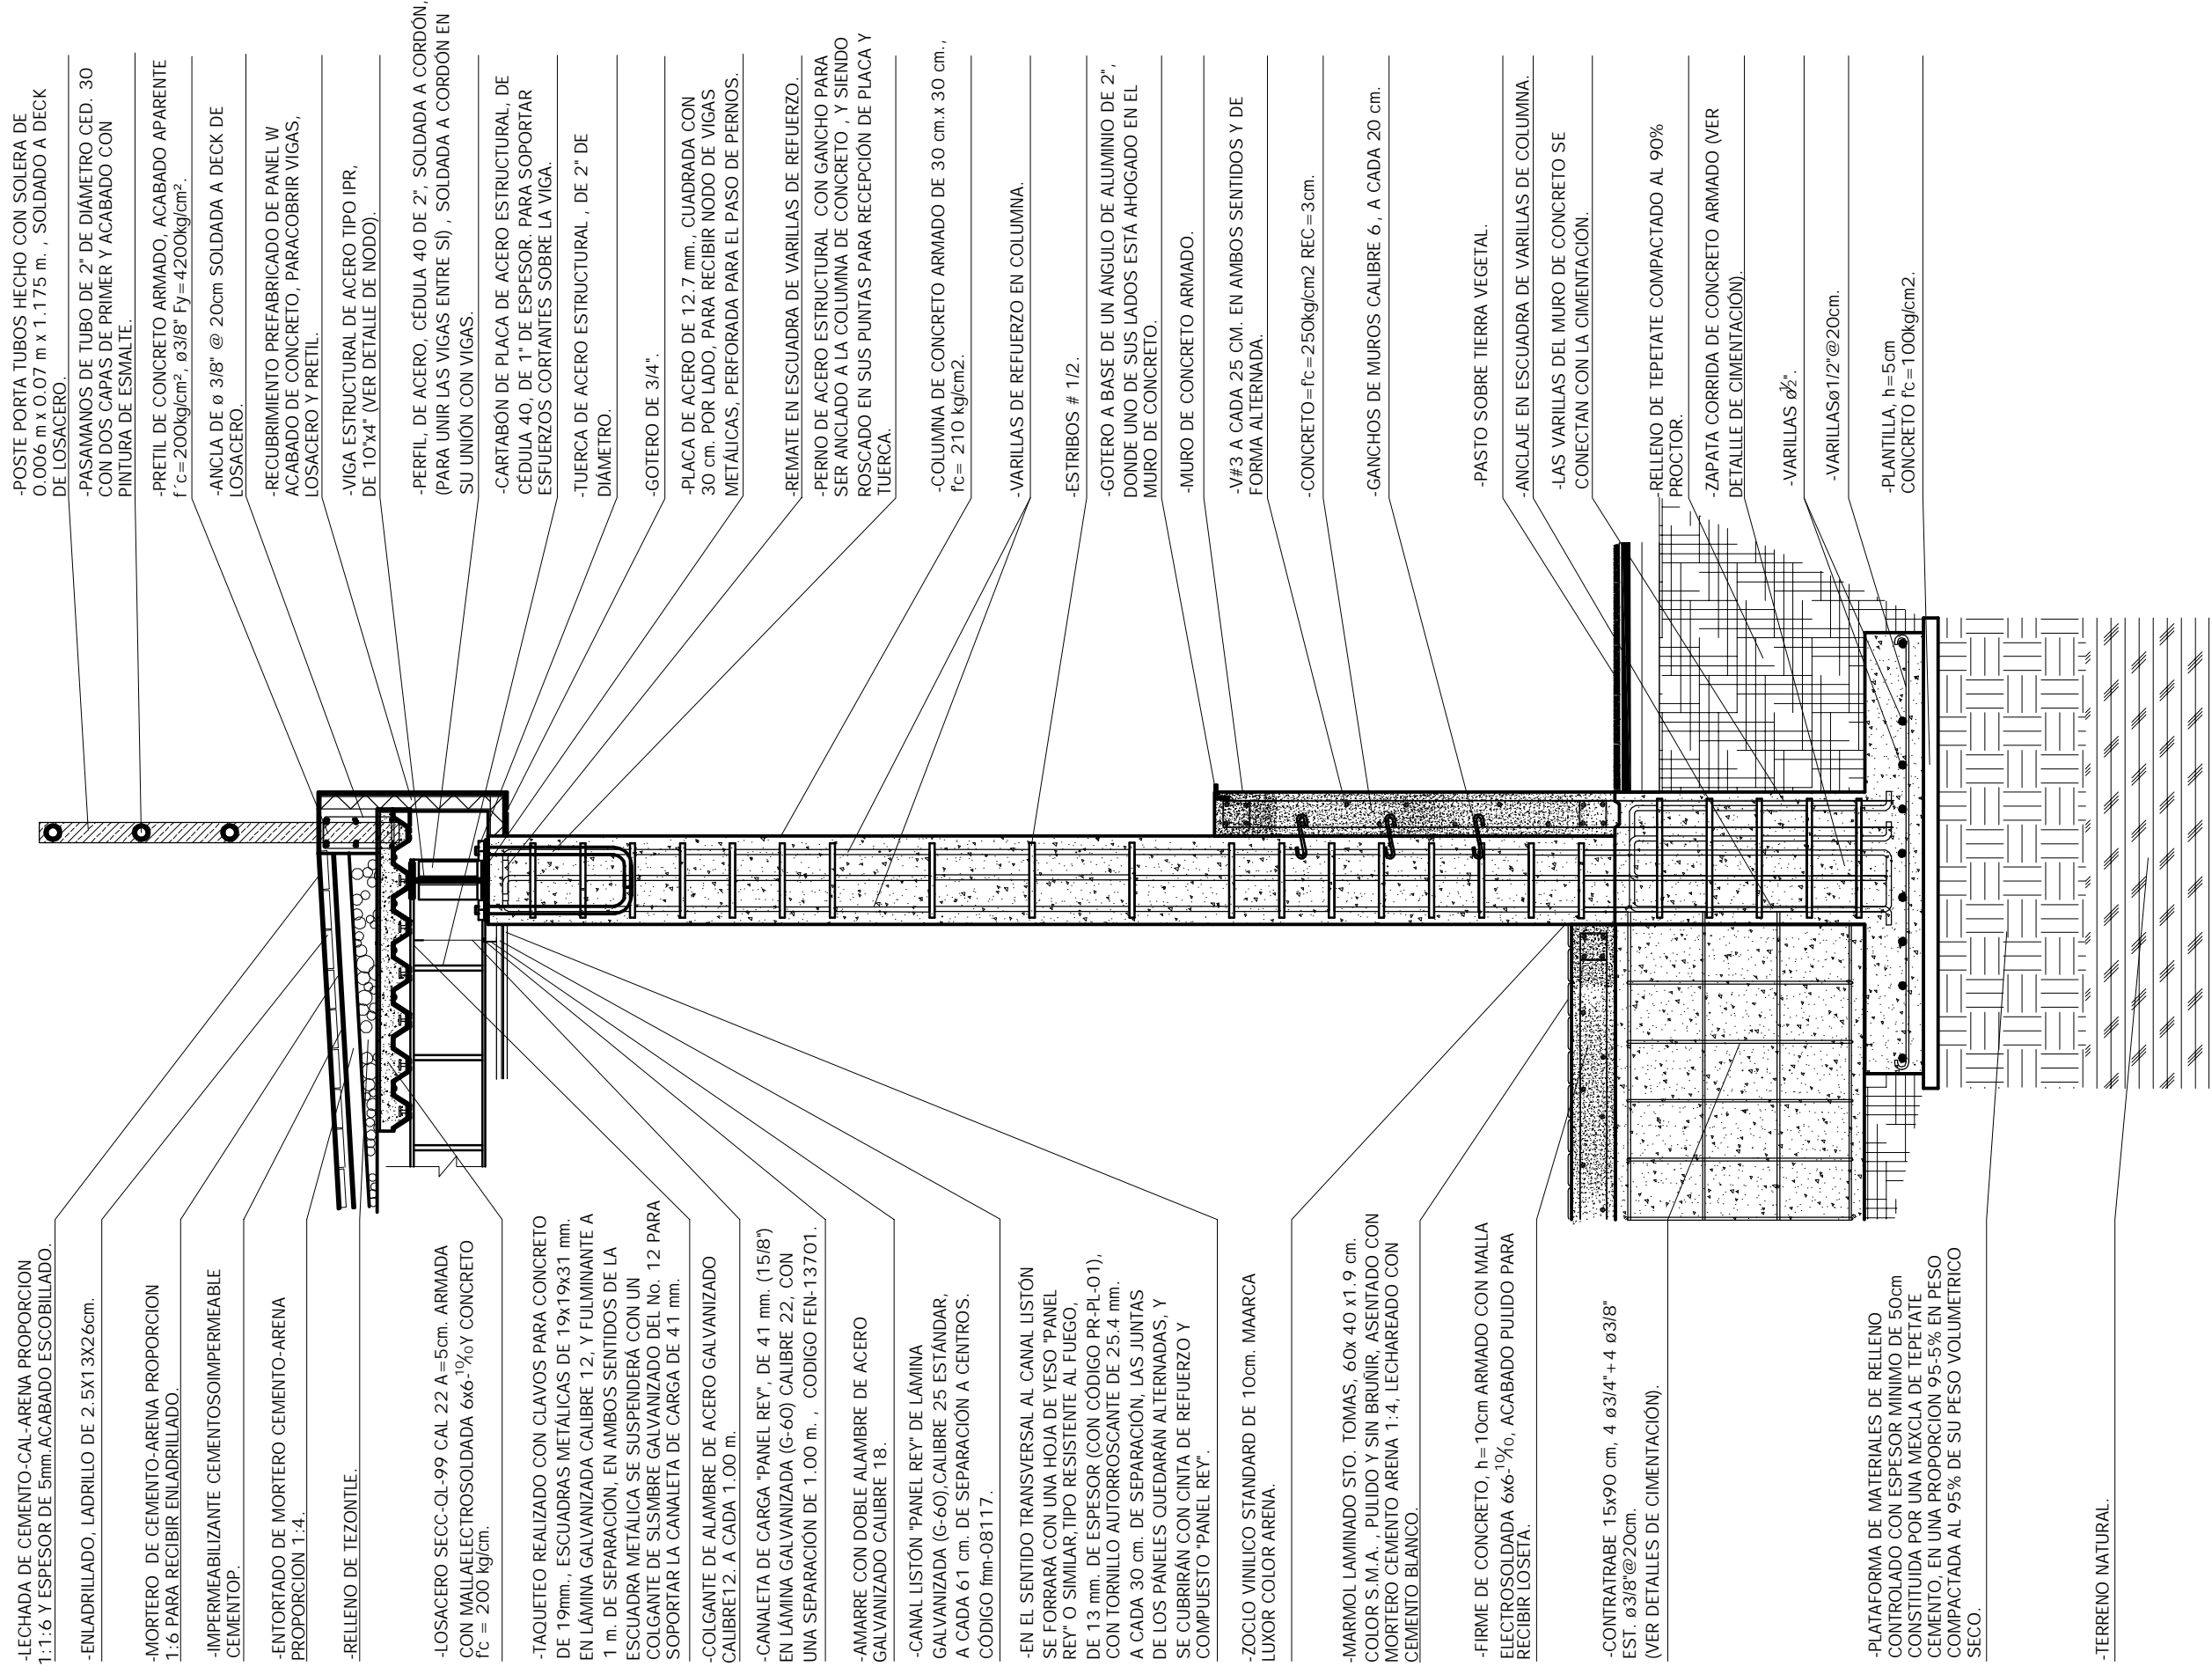 -LECHADA DE CEMENTO-CAL-ARENA PROPORCION
1:1:6 Y ESPESOR DE 5mm.ACABADO ESCOBILLADO.
-ENLADRILLADO, LADRILLO DE 2.5X13X26cm.
-MORTERO  DE CEMENTO-ARENA PROPORCION
1:6 PARA RECIBIR ENLADRILLADO.
-IMPERMEABILIZANTE CEMENTOSOIMPERMEABLE
CEMENTOP.
-ENTORTADO DE MORTERO CEMENTO-ARENA
PROPORCION 1:4.
-RELLENO DE TEZONTLE.
-LOSACERO SECC-QL-99 CAL 22 A=5cm. ARMADA
CON MALLAELECTROSOLDADA 6x6-10/10Y CONCRETO
f'c = 200 kg/cm.
-TAQUETEO REALIZADO CON CLAVOS PARA CONCRETO
DE 19mm., ESCUADRAS METÁLICAS DE 19x19x31 mm.
EN LÁMINA GALVANIZADA CALIBRE 12, Y FULMINANTE A
1 m. DE SEPARACIÓN, EN AMBOS SENTIDOS DE LA
ESCUADRA METÁLICA SE SUSPENDERÁ CON UN
COLGANTE DE SLSMBRE GALVANIZADO DEL No. 12 PARA
SOPORTAR LA CANALETA DE CARGA DE 41 mm.
-COLGANTE DE ALAMBRE DE ACERO GALVANIZADO
CALIBRE12. A CADA 1.00 m.
-CANALETA DE CARGA "PANEL REY", DE 41 mm. (15/8")
EN LÁMINA GALVANIZADA (G-60) CALIBRE 22, CON
UNA SEPARACIÓN DE 1.00 m. , CODIGO FEN-13701.
-AMARRE CON DOBLE ALAMBRE DE ACERO
GALVANIZADO CALIBRE 18.
-CANAL LISTÓN "PANEL REY" DE LÁMINA
GALVANIZADA (G-60),CALIBRE 25 ESTÁNDAR,
A CADA 61 cm. DE SEPARACIÓN A CENTROS.
CÓDIGO fmn-08117.
-EN EL SENTIDO TRANSVERSAL AL CANAL LISTÓN
SE FORRARÁ CON UNA HOJA DE YESO "PANEL
REY" O SIMILAR,TIPO RESISTENTE AL FUEGO,
DE 13 mm. DE ESPESOR (CON CÓDIGO PR-PL-01),
CON TORNILLO AUTORROSCANTE DE 25.4 mm.
A CADA 30 cm. DE SEPARACIÓN, LAS JUNTAS
DE LOS PÁNELES QUEDARÁN ALTERNADAS, Y
SE CUBRIRÁN CON CINTA DE REFUERZO Y
COMPUESTO "PANEL REY".
-ZOCLO VINILICO STANDARD DE 10cm. MARCA
LUXOR COLOR ARENA.
-MARMOL LAMINADO STO. TOMAS, 60x 40 x1.9 cm.
COLOR S.M.A. , PULIDO Y SIN BRUÑIR, ASENTADO CON
MORTERO CEMENTO ARENA 1:4, LECHAREADO CON
CEMENTO BLANCO.
-FIRME DE CONCRETO, h=10cm ARMADO CON MALLA
ELECTROSOLDADA 6x6-10/10, ACABADO PULIDO PARA
RECIBIR LOSETA.
-CONTRATRABE 15x90 cm, 4 ø3/4"+4 ø3/8"
EST. ø3/8"@20cm.
(VER DETALLES DE CIMENTACIÓN).
-PLATAFORMA DE MATERIALES DE RELLENO
CONTROLADO CON ESPESOR MINIMO DE 50cm
CONSTITUIDA POR UNA MEXCLA DE TEPETATE
CEMENTO, EN UNA PROPORCION 95-5% EN PESO
COMPACTADA AL 95% DE SU PESO VOLUMETRICO
SECO.
-TERRENO NATURAL.
-POSTE PORTA TUBOS HECHO CON SOLERA DE
0.006 m x 0.07 m x 1.175 m. , SOLDADO A DECK
DE LOSACERO.
-PASAMANOS DE TUBO DE 2" DE DIÁMETRO CED. 30
CON DOS CAPAS DE PRIMER Y ACABADO CON
PINTURA DE ESMALTE.
-PRETIL DE CONCRETO ARMADO, ACABADO APARENTE
f´c=200kg/cm², ø3/8" Fy=4200kg/cm².
-ANCLA DE ø 3/8" @ 20cm SOLDADA A DECK DE
LOSACERO.
-RECUBRIMIENTO PREFABRICADO DE PANEL W
ACABADO DE CONCRETO, PARACOBRIR VIGAS,
LOSACERO Y PRETIL.
-VIGA ESTRUCTURAL DE ACERO TIPO IPR,
DE 10"x4" (VER DETALLE DE NODO).
-PERFIL, DE ACERO, CÉDULA 40 DE 2", SOLDADA A CORDÓN,
(PARA UNIR LAS VIGAS ENTRE SÍ) , SOLDADA A CORDÓN EN
SU UNIÓN CON VIGAS.
-CARTABÓN DE PLACA DE ACERO ESTRUCTURAL, DE
CÉDULA 40, DE 1" DE ESPESOR. PARA SOPORTAR
ESFUERZOS CORTANTES SOBRE LA VIGA.
-TUERCA DE ACERO ESTRUCTURAL , DE 2" DE
DIÁMETRO.
-GOTERO DE 3/4".
-PLACA DE ACERO DE 12.7 mm., CUADRADA CON
30 cm. POR LADO, PARA RECIBIR NODO DE VIGAS
METÁLICAS, PERFORADA PARA EL PASO DE PERNOS.
-REMATE EN ESCUADRA DE VARILLAS DE REFUERZO.
-PERNO DE ACERO ESTRUCTURAL  CON GANCHO PARA
SER ANCLADO A LA COLUMNA DE CONCRETO , Y SIENDO
ROSCADO EN SUS PUNTAS PARA RECEPCIÓN DE PLACA Y
TUERCA.
-COLUMNA DE CONCRETO ARMADO DE 30 cm.x 30 cm.,
f'c= 210 kg/cm2.
-VARILLAS DE REFUERZO EN COLUMNA.
-ESTRIBOS # 1/2.
-GOTERO A BASE DE UN ÁNGULO DE ALUMINIO DE 2",
DONDE UNO DE SUS LADOS ESTÁ AHOGADO EN EL
MURO DE CONCRETO.
-MURO DE CONCRETO ARMADO.
-V#3 A CADA 25 CM. EN AMBOS SENTIDOS Y DE
FORMA ALTERNADA.
-CONCRETO=f'c=250kg/cm2 REC=3cm.
-GANCHOS DE MUROS CALIBRE 6 , A CADA 20 cm.
-PASTO SOBRE TIERRA VEGETAL.
-ANCLAJE EN ESCUADRA DE VARILLAS DE COLUMNA.
-LAS VARILLAS DEL MURO DE CONCRETO SE
CONECTAN CON LA CIMENTACIÓN.
-RELLENO DE TEPETATE COMPACTADO AL 90%
PROCTOR.
-ZAPATA CORRIDA DE CONCRETO ARMADO (VER
DETALLE DE CIMENTACIÓN).
-VARILLAS ø1/2".
-VARILLASø1/2"@20cm.
-PLANTILLA, h=5cm
CONCRETO f'c=100kg/cm2.